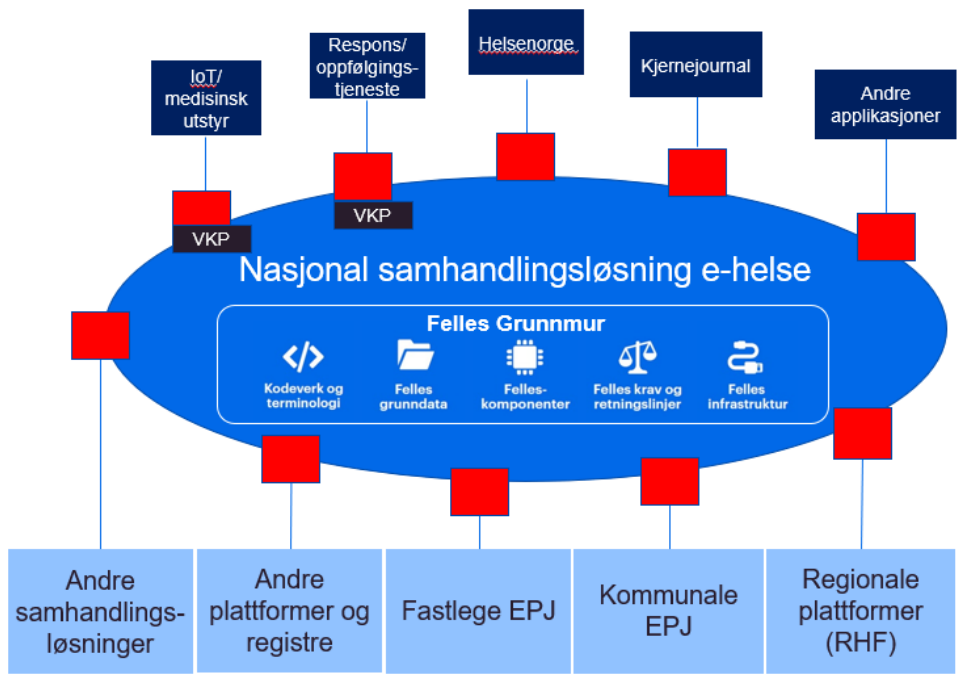 IoT/
medisinsk
utstyr
Respons/
oppfølgings-
tjeneste
Helsenorge
Kjernejournal
Andre
applikasjoner
VKP
VKP
Nasjonal samhandlingsløsning e-helse
Felles Grunnmur
Kodeverk og
terminologi
Felles
grunndata
Felles-
komponenter
Felles krav og
retningslinjer
Felles
infrastruktur
Andre
samhandlings-
løsninger
Andre
plattformer og
registre
Fastlege EPJ
Kommunale
EPJ
Regionale
plattformer
(RHF)